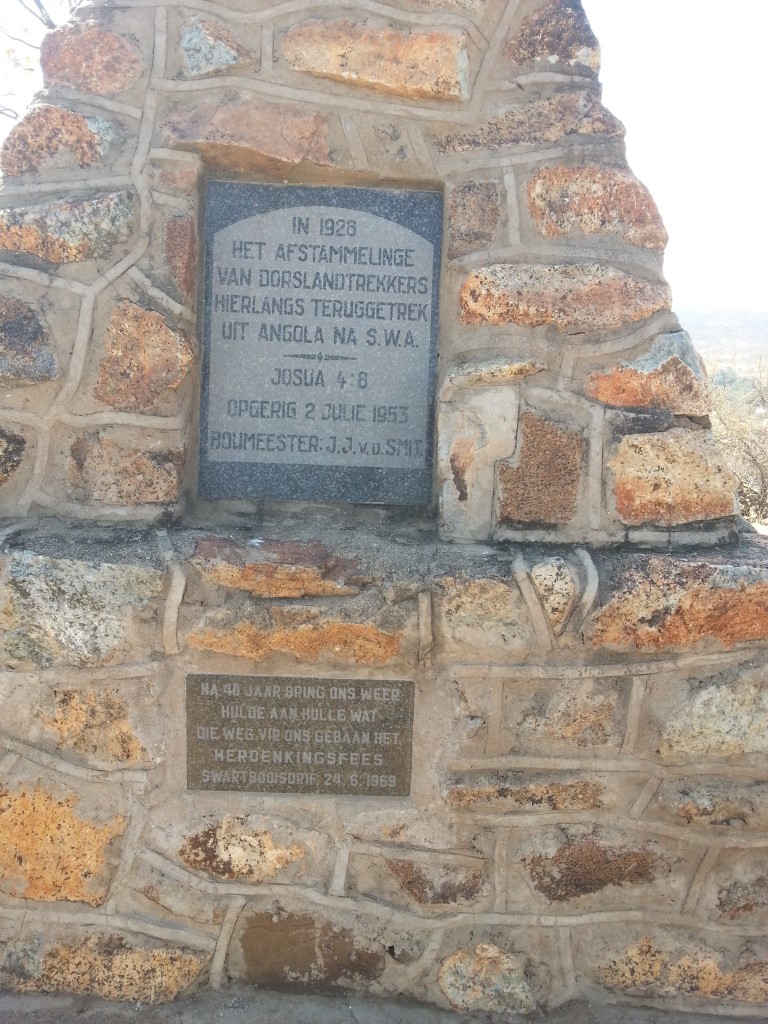 IN 1928
HET AFSTAMMELINGE
VAN DORSLANDTREKKERS
HIERLANGS TERUGGETREK
UIT ANGOLA NA S.W.A.
JOSUA 4:8
OPGERIG 2 JULIE 1953
BOUMEESTER: J.J.V.D. SMIT.
NA 40 JAAR BRING ONS WEER
HULDE AAN HULLE WAT
DIE WEG VIR ONS GEBAAN HET.
HERDENKINGSFEES
SWARTBOOISDRIF, 24.6.1968